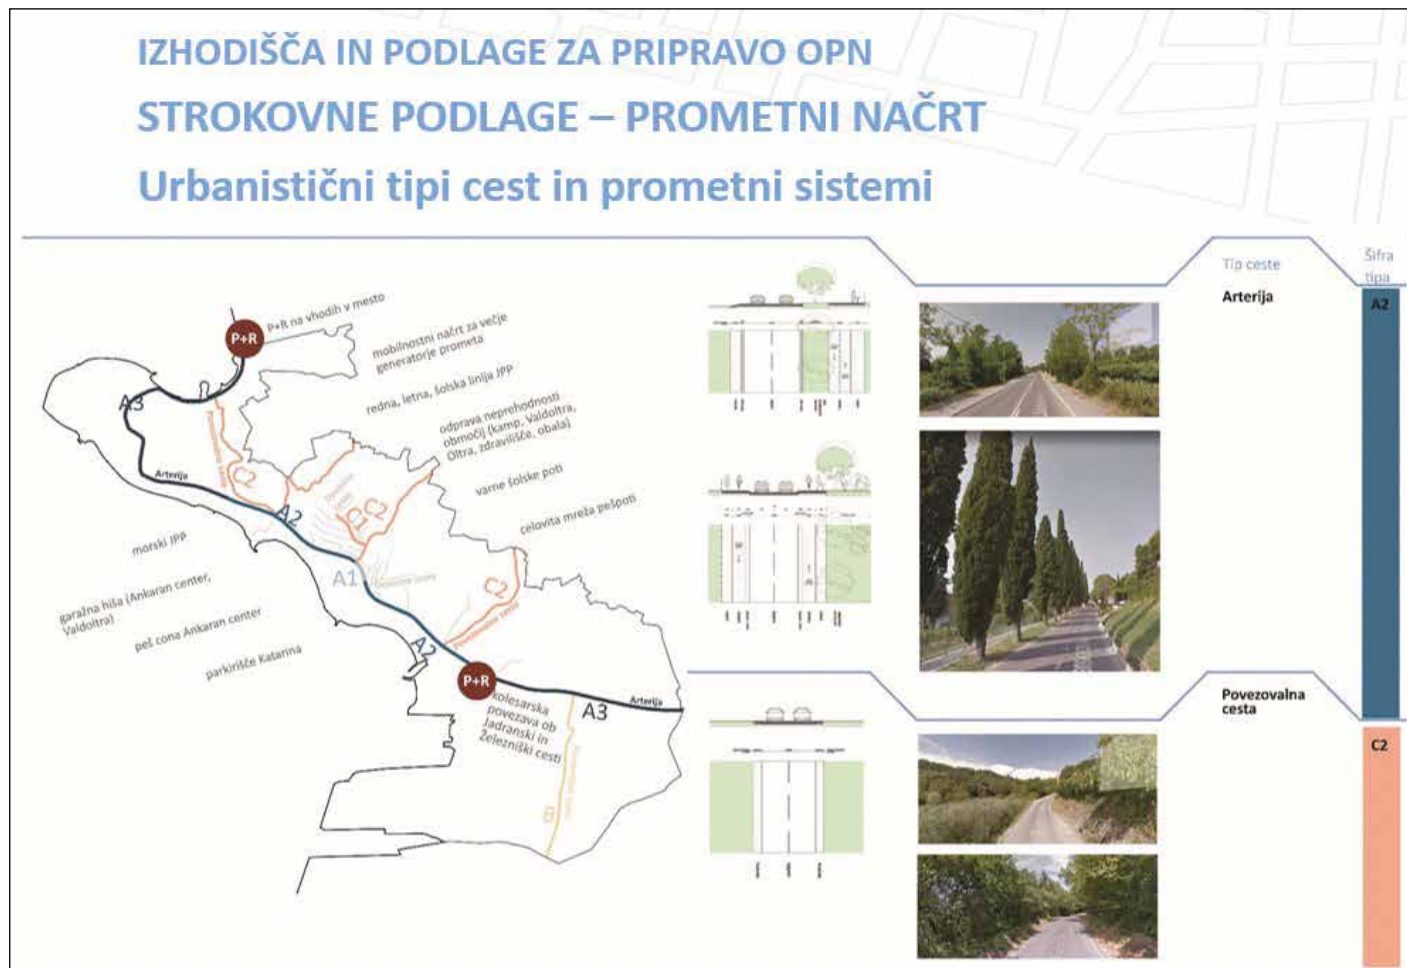 IZHODIŠČA IN PODLAGE ZA PRIPRAVO OPN
STROKOVNE PODLAGE – PROMETNI NAČRT
Urbanistični tipi cest in prometni sistemi
Tip ceste
Šifra
tipa
Arterija
A2
P+R na vhodih v mesto
P+R
mobilnostni načrt za večje
generatorje prometa
redna, letna, šolska linija JPP
odprava neprehodnosti
območij (kamp, Valdoltra,
Oltra, zdravilišče, obala)
varne šolske poti
celovita mreža pešpoti
A3
Arterija
C2
A2
C1
C2
A1
C2
Povezovalna cesta
A2
morski JPP
garažna hiša (Ankaran center,
Valdoltra)
peš cona Ankaran center
parkirišče Katarina
P+R
kolesarska
povezava ob
Jadranski in
Železniški cesti
A3
Arterija
B
Povezovalna
cesta
C2